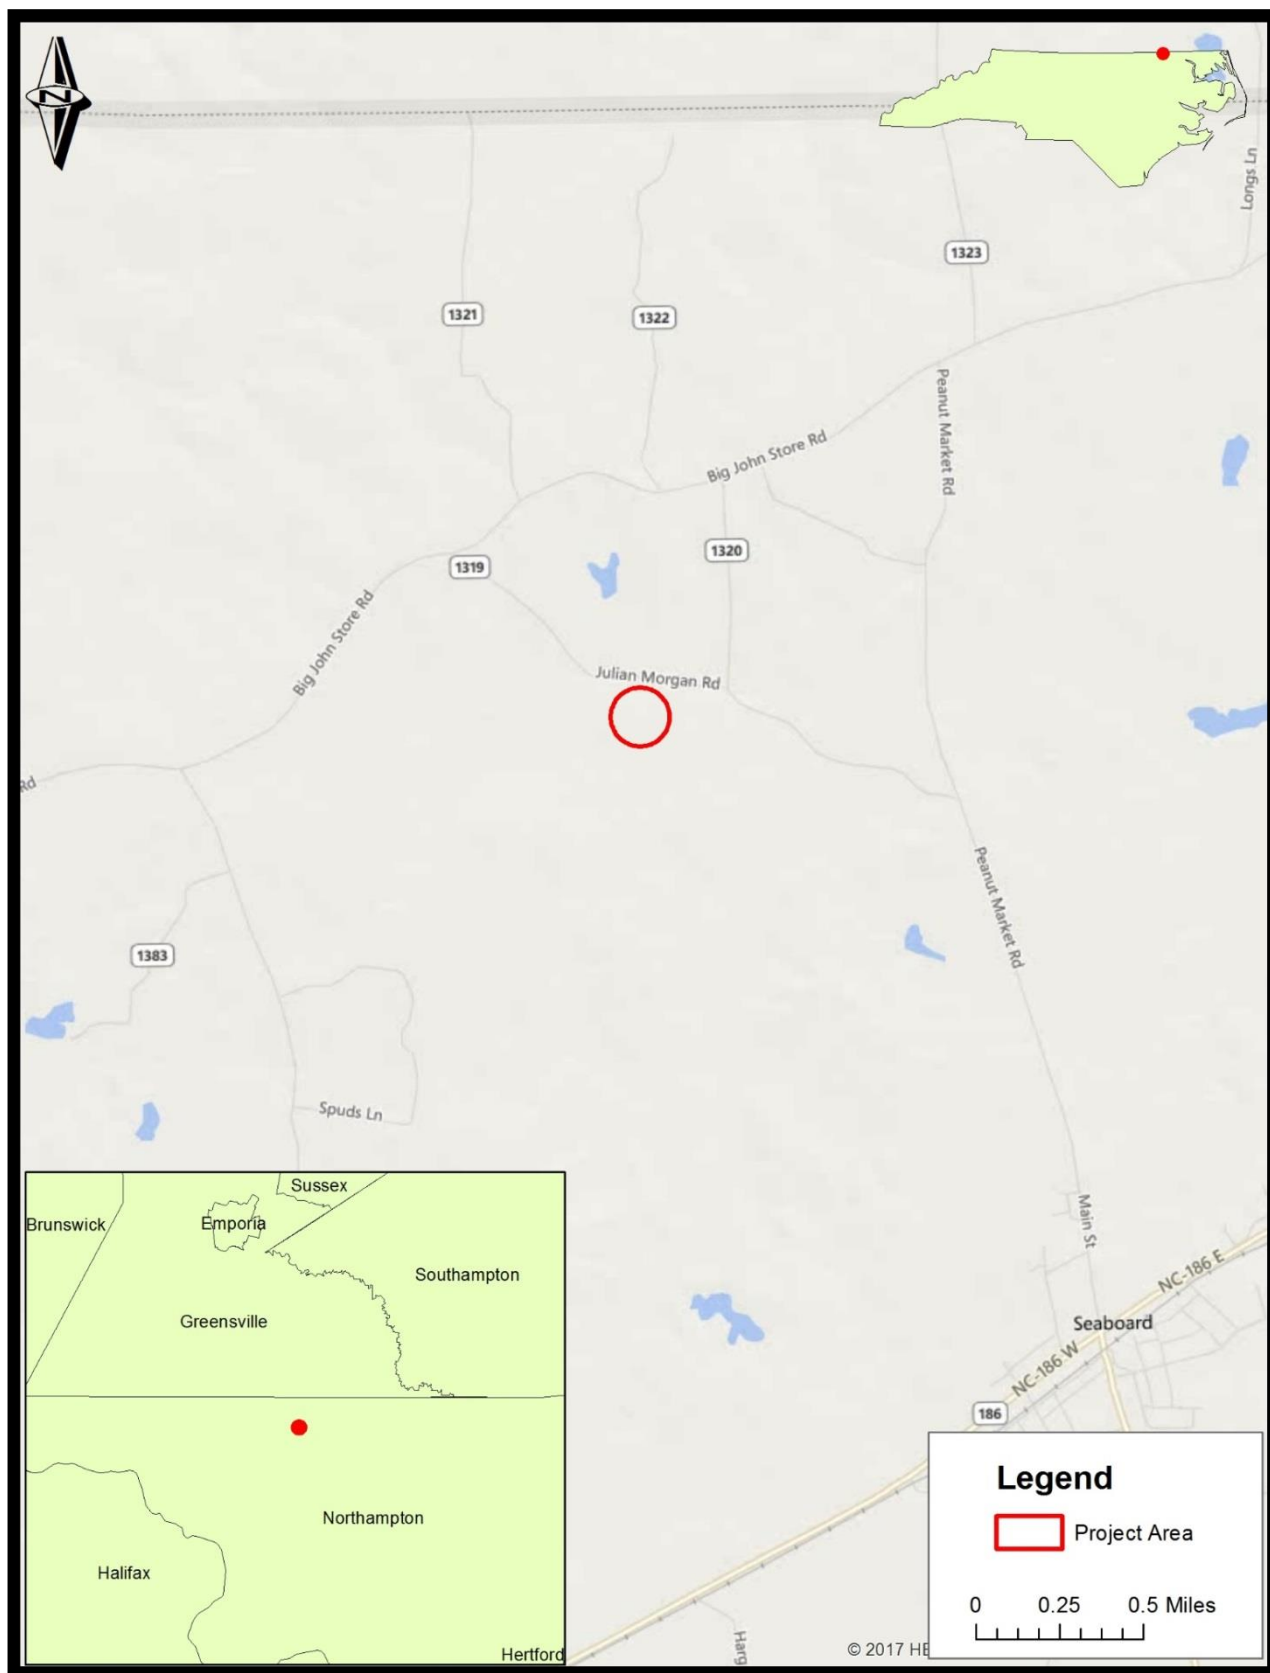 N
Longs Ln
1323
1321
1322
Peanut Market Rd
Big John Store Rd
1320
1319
Big John Store Rd
Julian Morgan Rd
Rd
Peanut Market Rd
1383
Spuds Ln
Main St
NC-186 E
Seaboard
NC-186 W
186
Sussex
Brunswick
Emporia
Southampton
Greensville
Northampton
Halifax
Hertford
Legend
Project Area
0 0.25 0.5 Miles
© 2017 HE
Harg